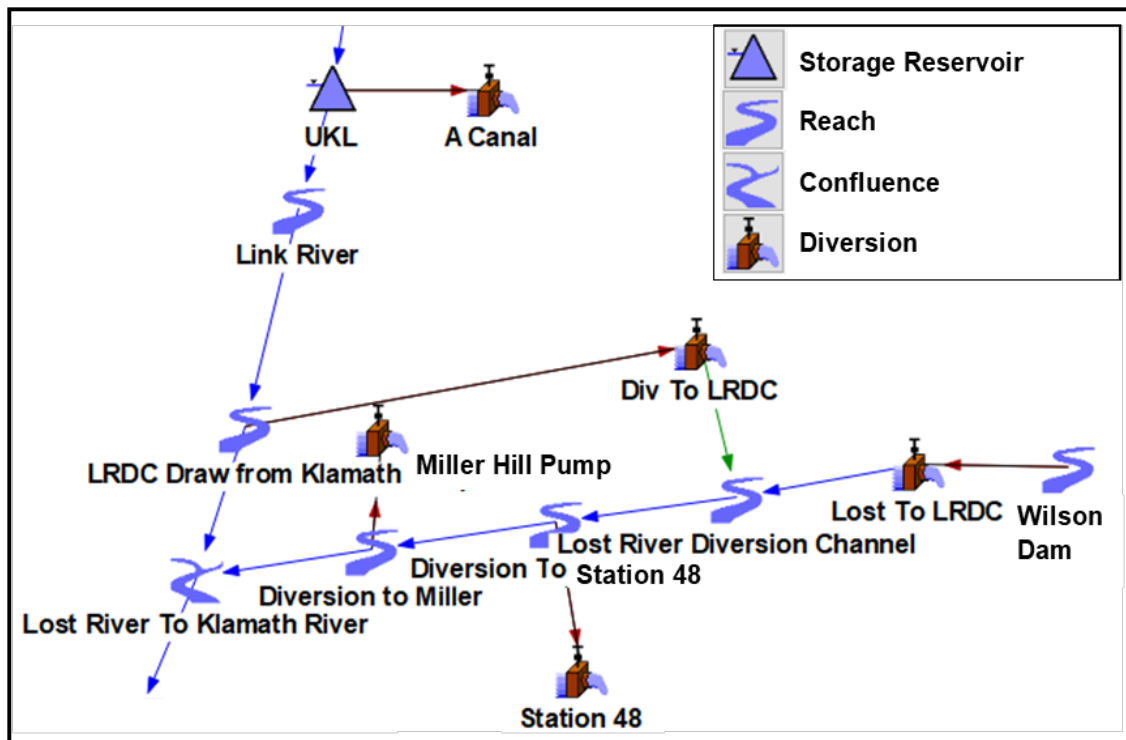 Storage Reservoir
Reach
Confluence
Diversion
UKL
A Canal
Link River
Div To LRDC
LRDC Draw from Klamath
Miller Hill Pump
Lost To LRDC
Wilson
Dam
Lost River Diversion Channel
Diversion To
Station 48
Diversion to Miller
Lost River To Klamath River
Station 48